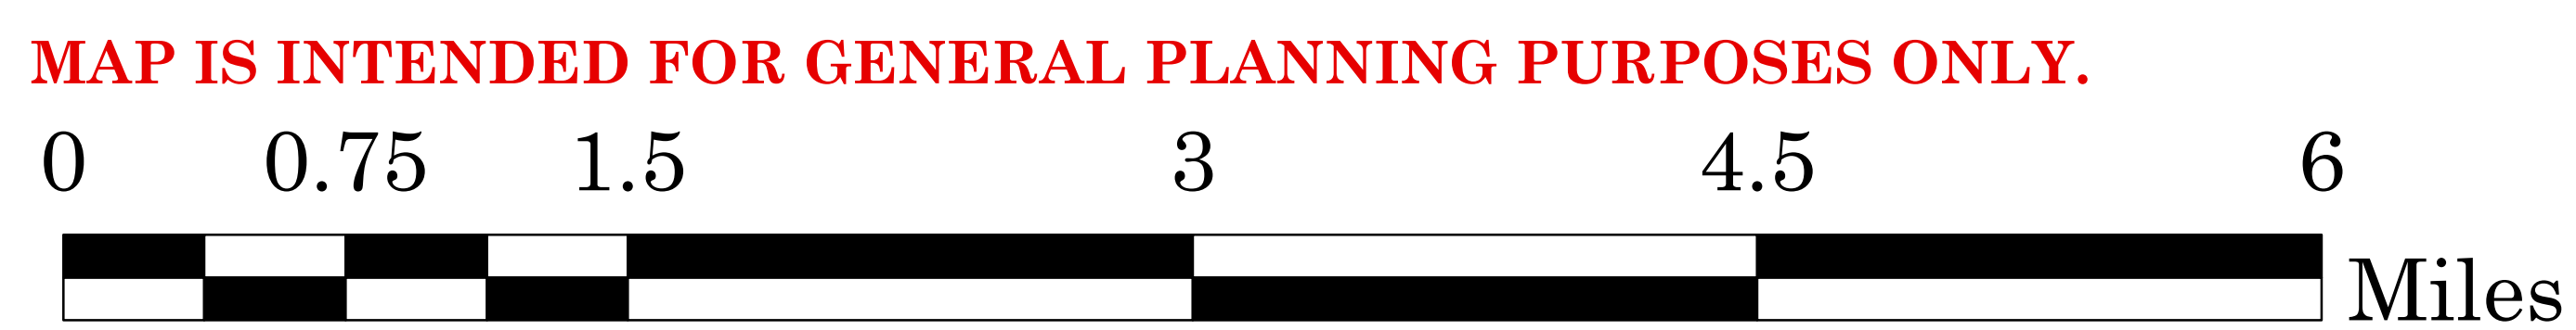 MAP IS INTENDED FOR GENERAL PLANNING PURPOSES ONLY.
0 0.75 1.5 3 4.5 6
Miles